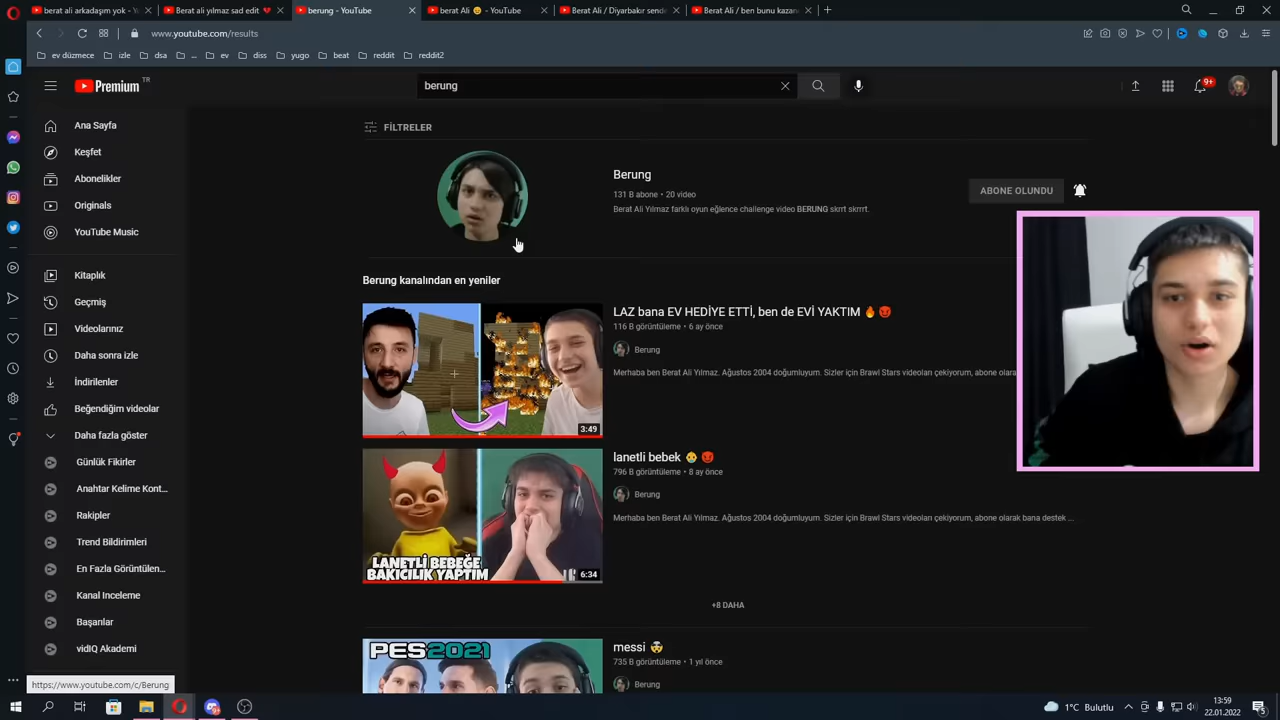 berat ali arkadaşım yok - Y
Berat ali yılmaz sad edit 💔
berung - YouTube
berat Ali 😐 - YouTube
Berat Ali / Diyarbakır sende
Berat Ali / ben bunu kazan
www.youtube.com/results
ev düzmece
izle
dsa
...
ev
diss
yugo
beat
reddit
reddit2
Premium TR
berung
9+
Ana Sayfa
Keşfet
Abonelikler
Originals
YouTube Music
Kitaplık
Geçmiş
Videolarınız
Daha sonra izle
İndirilenler
Beğendiğim videolar
Daha fazla göster
Günlük Fikirler
Anahtar Kelime Kont...
Rakipler
Trend Bildirimleri
En Fazla Görüntülen...
Kanal Inceleme
Başarılar
vidIQ Akademi
https://www.youtube.com/c/Berung
FİLTRELER
Berung
131 B abone • 20 video
Berat Ali Yılmaz farklı oyun eğlence challenge video BERUNG skrrt skrrrt.
ABONE OLUNDU
Berung kanalından en yeniler
3:49
LAZ bana EV HEDİYE ETTİ, ben de EVİ YAKTIM 🔥 😡
116 B görüntüleme • 6 ay önce
Berung
Merhaba ben Berat Ali Yılmaz. Ağustos 2004 doğumluyum. Sizler için Brawl Stars videoları çekiyorum, abone olara
LANETLİ BEBEĞE
BAKICILIK YAPTIM
6:34
lanetli bebek 👶 😡
796 B görüntüleme • 8 ay önce
Berung
Merhaba ben Berat Ali Yılmaz. Ağustos 2004 doğumluyum. Sizler için Brawl Stars videoları çekiyorum, abone olarak bana destek ...
+8 DAHA
PES2021
messi 🤯
735 B görüntüleme • 1 yıl önce
Berung
1°C Bulutlu
13:59
22.01.2022